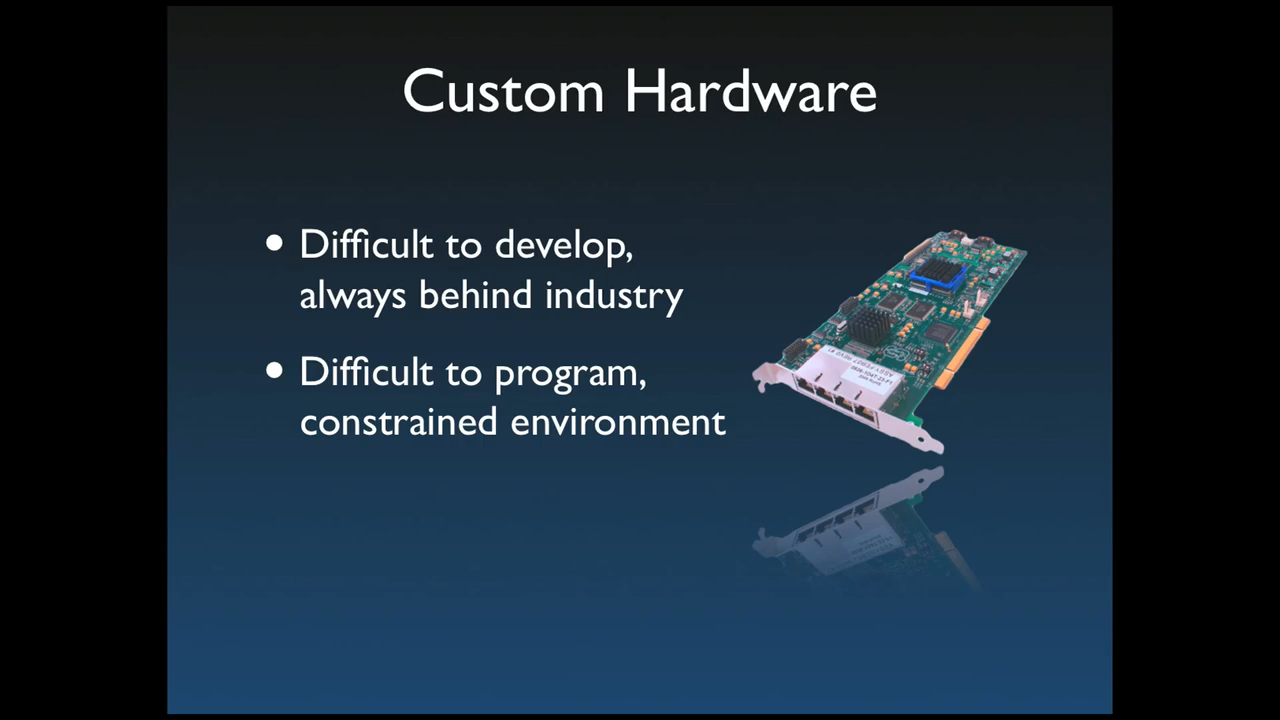 Custom Hardware
• Difficult to develop,
always behind industry
• Difficult to program,
constrained environment